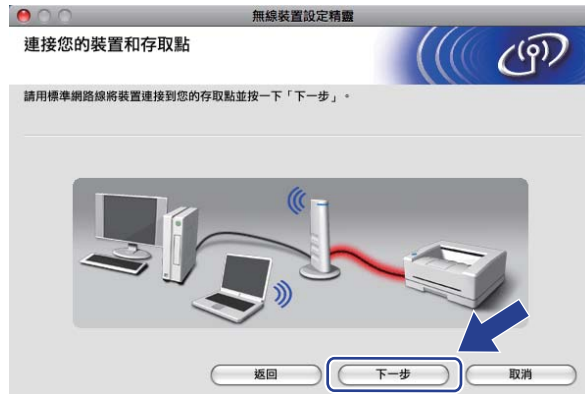 無線裝置設定精靈
連接您的裝置和存取點
請用標準網路線將裝置連接到您的存取點並按一下「下一步」。
返回
下一步
取消